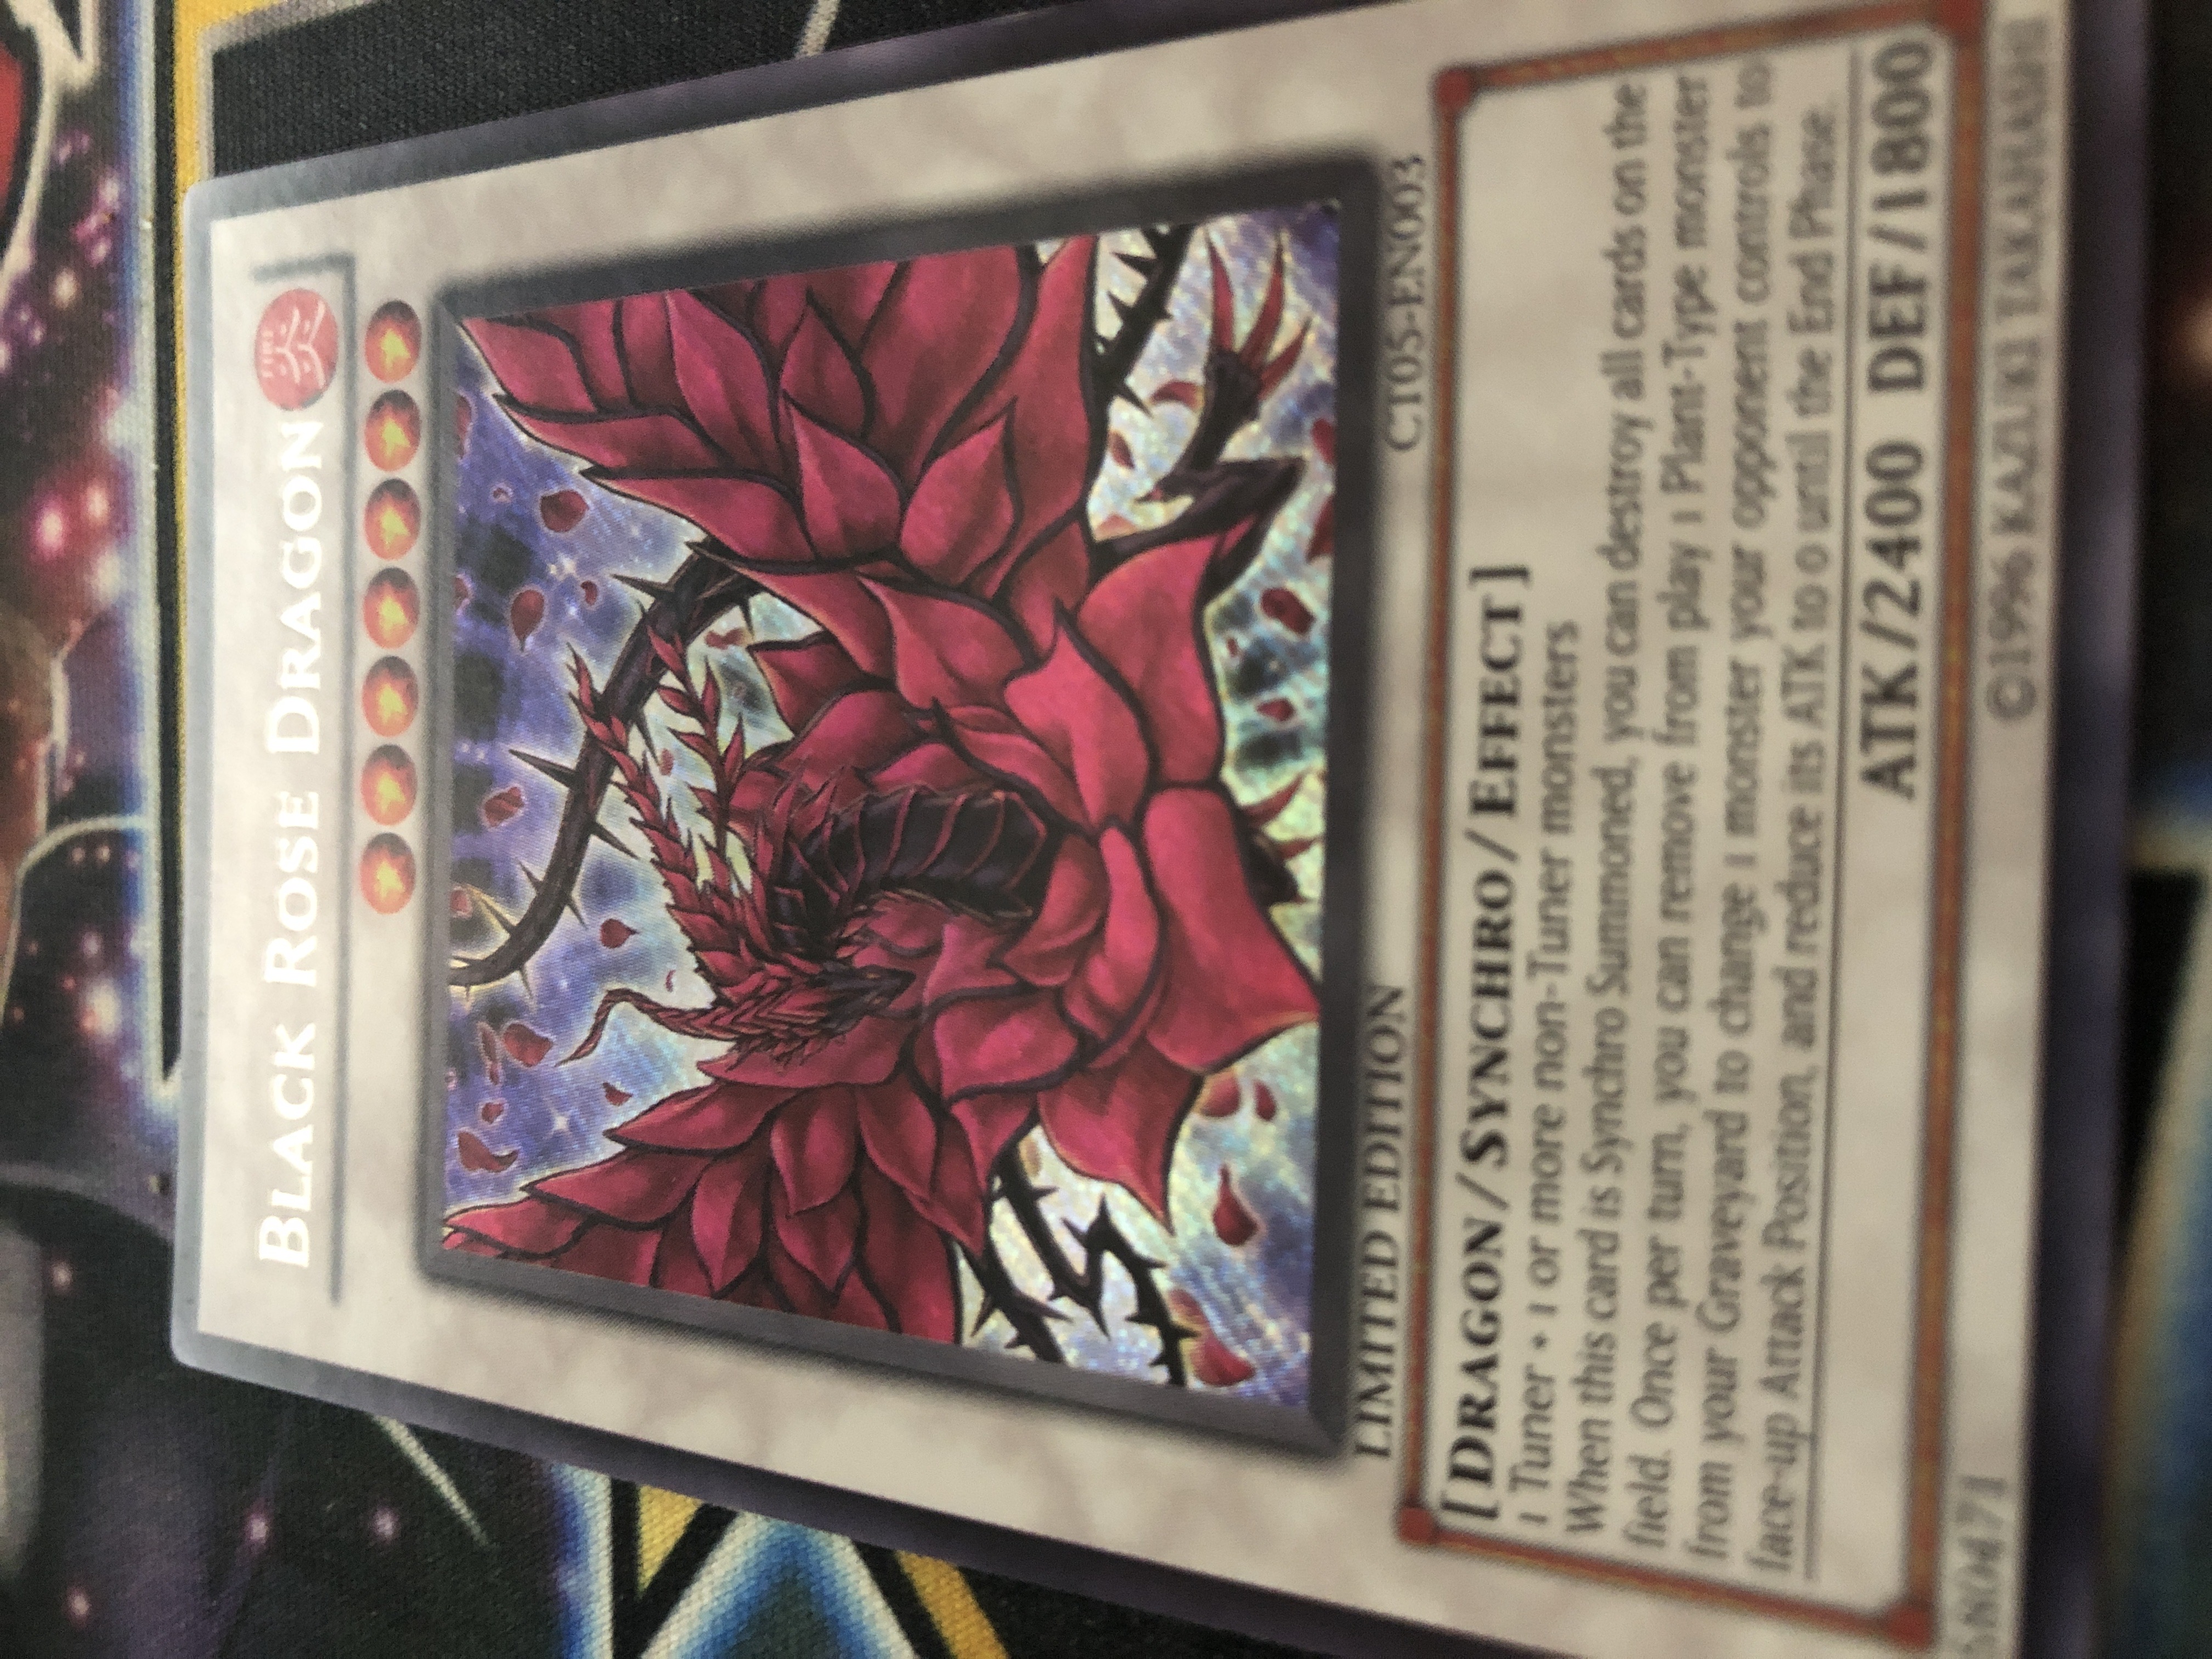 BLACK ROSE DRAGON
FIRE
炎
LIMITED EDITION
CT05-EN003
[DRAGON/SYNCHRO/EFFECT]
1 Tuner + 1 or more non-Tuner monsters
When this card is Synchro Summoned, you can destroy all cards on the
field. Once per turn, you can remove from play 1 Plant-Type monster
from your Graveyard to change 1 monster your opponent controls to
face-up Attack Position, and reduce its ATK to 0 until the End Phase.
ATK/2400 DEF/1800
©1996 KAZUKI TAKAHASHI